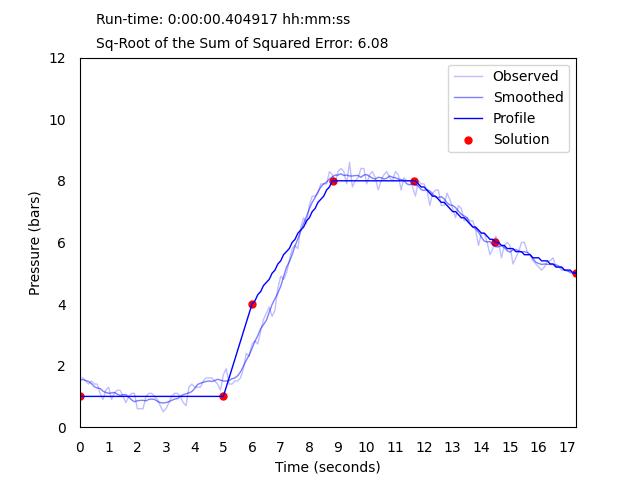 Run-time: 0:00:00.404917 hh:mm:ss
Sq-Root of the Sum of Squared Error: 6.08
12
10
8
6
4
2
0
Pressure (bars)
Observed
Smoothed
Profile
Solution
0 1 2 3 4 5 6 7 8 9 10 11 12 13 14 15 16 17
Time (seconds)